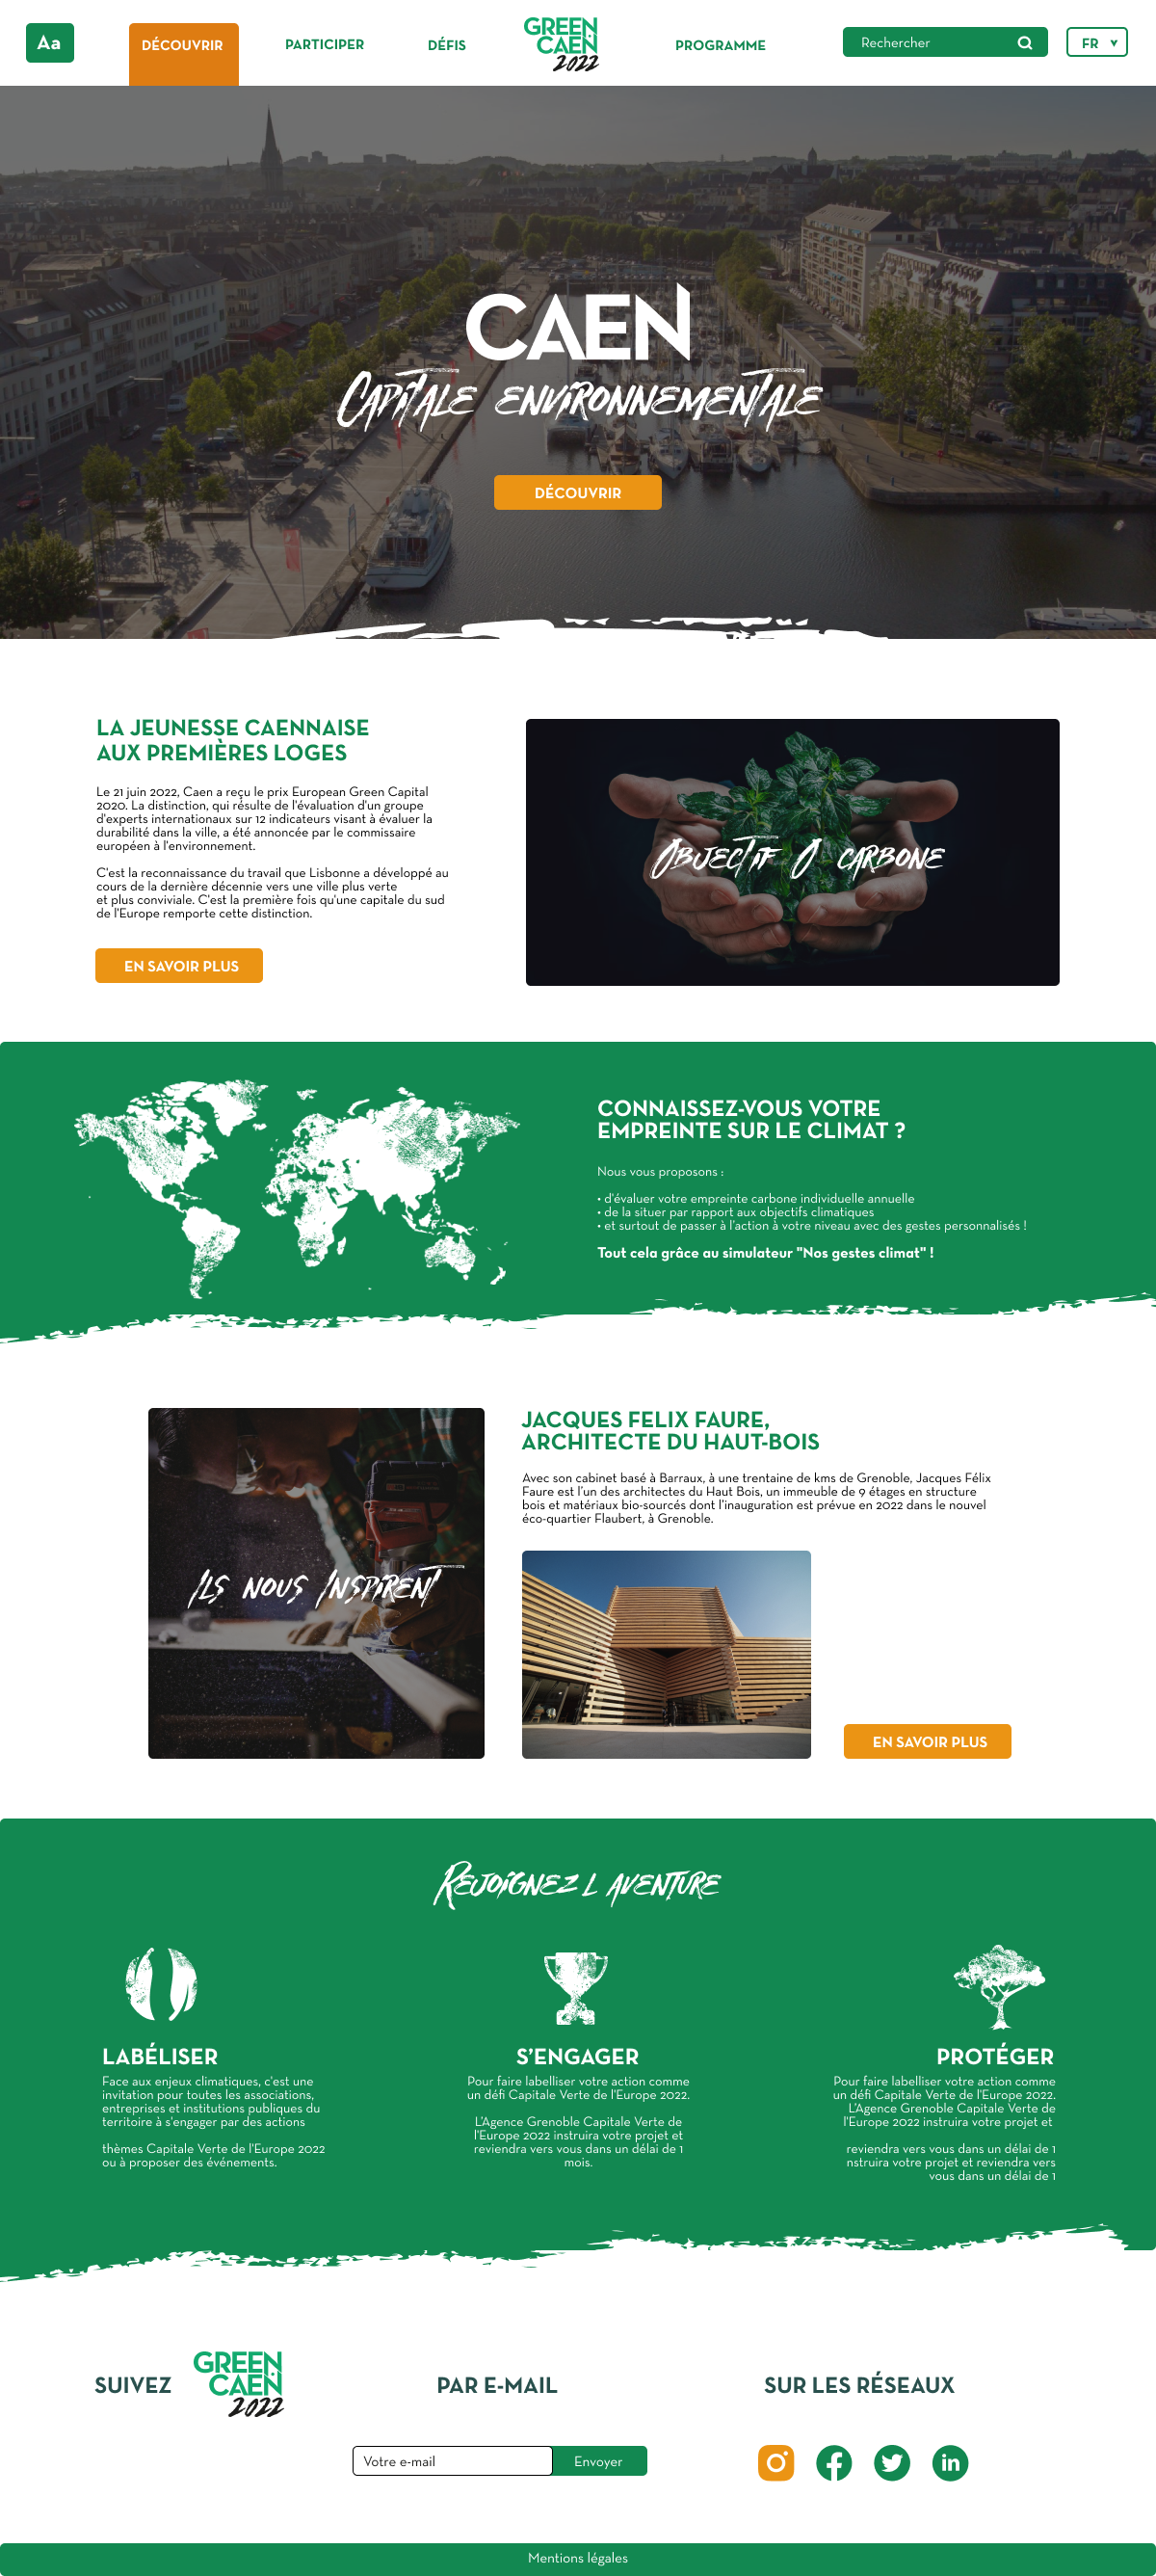 Aa
DÉCOUVRIR
PARTICIPER
DÉFIS
GREEN
CAEN
2022
PROGRAMME
Rechercher
FR
CAEN
Capitale environnementale
DÉCOUVRIR
LA JEUNESSE CAENNAISE
AUX PREMIÈRES LOGES
Le 21 juin 2022, Caen a reçu le prix European Green Capital
2020. La distinction, qui résulte de l'évaluation d'un groupe
d'experts internationaux sur 12 indicateurs visant à évaluer la
durabilité dans la ville, a été annoncée par le commissaire
européen à l'environnement.
C'est la reconnaissance du travail que Lisbonne a développé au
cours de la dernière décennie vers une ville plus verte
et plus conviviale. C'est la première fois qu'une capitale du sud
de l'Europe remporte cette distinction.
EN SAVOIR PLUS
Objectif 0 carbone
CONNAISSEZ-VOUS VOTRE
EMPREINTE SUR LE CLIMAT ?
Nous vous proposons :
• d'évaluer votre empreinte carbone individuelle annuelle
• de la situer par rapport aux objectifs climatiques
• et surtout de passer à l'action à votre niveau avec des gestes personnalisés !
Tout cela grâce au simulateur "Nos gestes climat" !
Ils nous Inspirent
JACQUES FELIX FAURE,
ARCHITECTE DU HAUT-BOIS
Avec son cabinet basé à Barraux, à une trentaine de kms de Grenoble, Jacques Félix
Faure est l'un des architectes du Haut Bois, un immeuble de 9 étages en structure
bois et matériaux bio-sourcés dont l'inauguration est prévue en 2022 dans le nouvel
éco-quartier Flaubert, à Grenoble.
EN SAVOIR PLUS
Rejoignez l aventure
LABÉLISER
Face aux enjeux climatiques, c'est une
invitation pour toutes les associations,
entreprises et institutions publiques du
territoire à s'engager par des actions
thèmes Capitale Verte de l'Europe 2022
ou à proposer des événements.
S'ENGAGER
Pour faire labelliser votre action comme
un défi Capitale Verte de l'Europe 2022.
L'Agence Grenoble Capitale Verte de
l'Europe 2022 instruira votre projet et
reviendra vers vous dans un délai de 1
mois.
PROTÉGER
Pour faire labelliser votre action comme
un défi Capitale Verte de l'Europe 2022.
L'Agence Grenoble Capitale Verte de
l'Europe 2022 instruira votre projet et
reviendra vers vous dans un délai de 1
nstruira votre projet et reviendra vers
vous dans un délai de 1
SUIVEZ
GREEN
CAEN
2022
PAR E-MAIL
Votre e-mail
Envoyer
SUR LES RÉSEAUX
in
Mentions légales